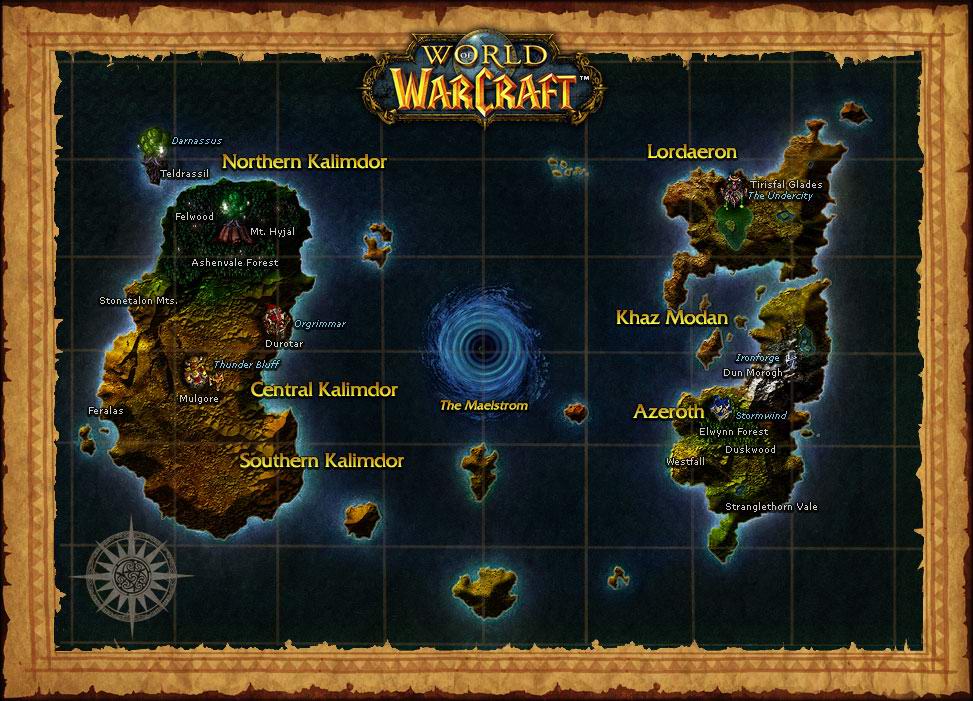 WORLD
OF
WARCRAFT™
Darnassus
Teldrassil
Northern Kalimdor
Felwood
Mt. Hyjal
Ashenvale Forest
Stonetalon Mts.
Orgrimmar
Durotar
Thunder Bluff
Mulgore
Central Kalimdor
Feralas
Southern Kalimdor
The Maelstrom
Lordaeron
Tirisfal Glades
The Undercity
Khaz Modan
Ironforge
Dun Morogh
Azeroth
Stormwind
Elwynn Forest
Duskwood
Westfall
Stranglethorn Vale